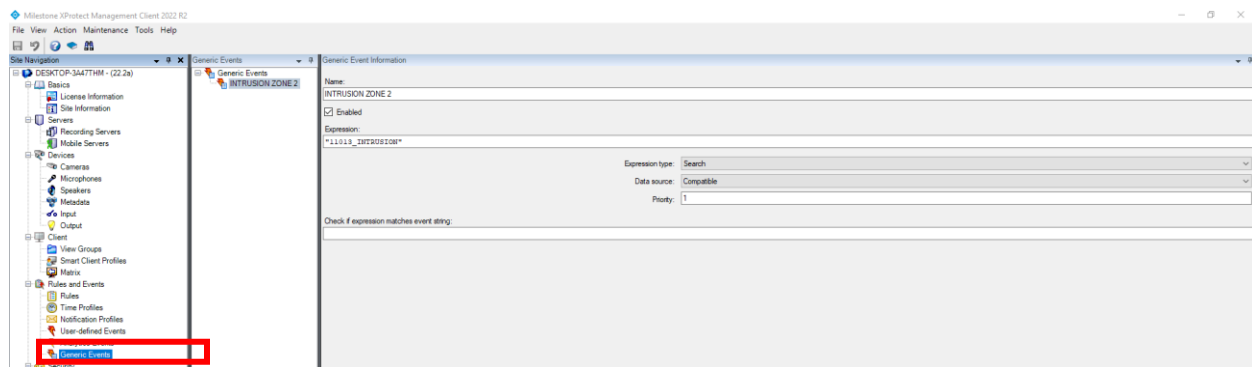 Milestone XProtect Management Client 2022 R2
File View Action Maintenance Tools Help
Site Navigation
DESKTOP-3A47THM - (22.2a)
Basics
License Information
Site Information
Servers
Recording Servers
Mobile Servers
Devices
Cameras
Microphones
Speakers
Metadata
Input
Output
Client
View Groups
Smart Client Profiles
Matrix
Rules and Events
Rules
Time Profiles
Notification Profiles
User-defined Events
Generic Events
Generic Events
Generic Events
INTRUSION ZONE 2
Generic Event Information
Name:
INTRUSION ZONE 2
Enabled
Expression:
"11013_INTRUSION"
Expression type: Search
Data source: Compatible
Priority: 1
Check if expression matches event string: